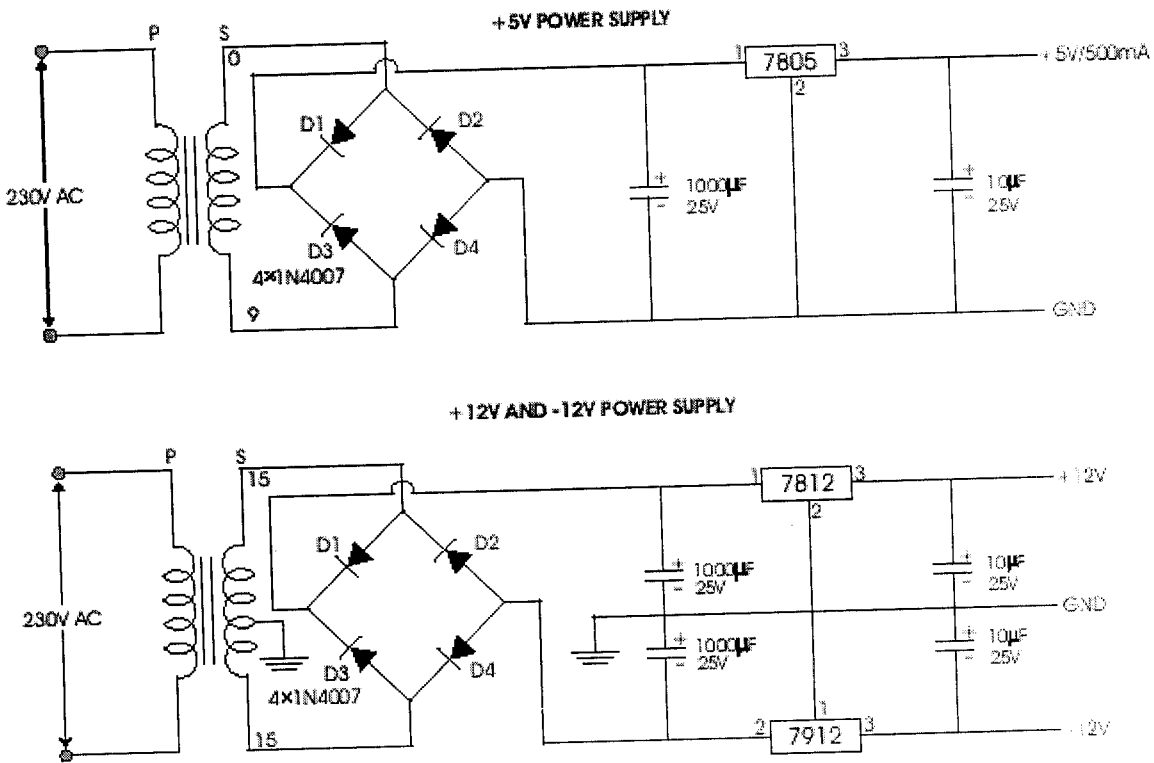 +5V POWER SUPPLY
P S
0
1 7805 3
2
+5V/500mA
D1 D2
230V AC
+ 1000µF
- 25V
+ 10µF
- 25V
D3 D4
4×1N4007
9
GND
+12V AND -12V POWER SUPPLY
P S
15
1 7812 3
2
+12V
D1 D2
+ 1000µF
- 25V
+ 10µF
- 25V
GND
230V AC
+ 1000µF
- 25V
+ 10µF
- 25V
D3 D4
4×1N4007
15
1
2 7912 3
-12V